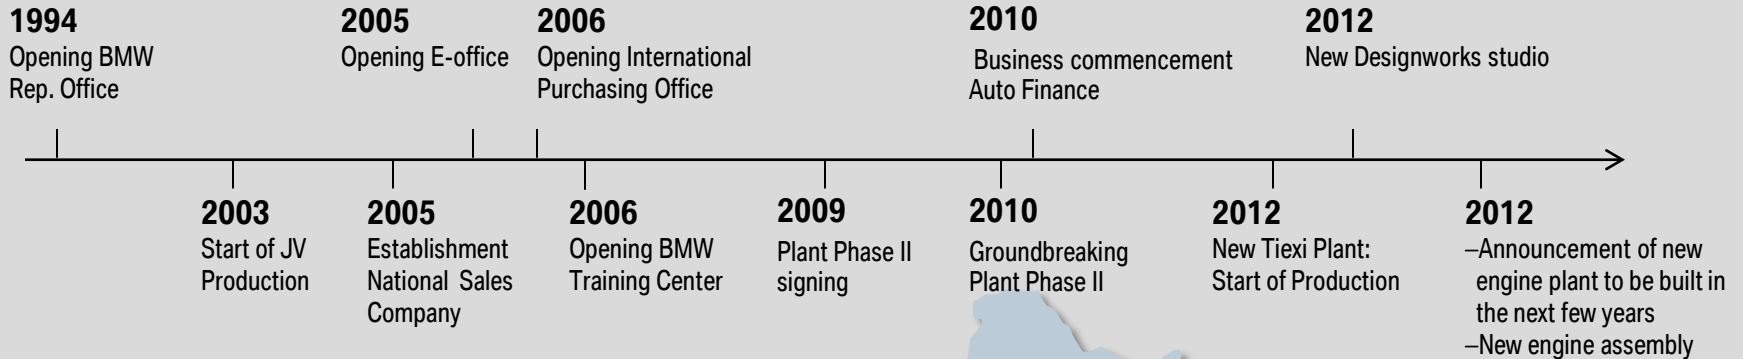 1994
Opening BMW
Rep. Office
2005
Opening E-office
2006
Opening International
Purchasing Office
2010
Business commencement
Auto Finance
2012
New Designworks studio
2003
Start of JV
Production
2005
Establishment
National Sales
Company
2006
Opening BMW
Training Center
2009
Plant Phase II
signing
2010
Groundbreaking
Plant Phase II
2012
New Tiexi Plant:
Start of Production
2012
–Announcement of new
engine plant to be built in
the next few years
–New engine assembly